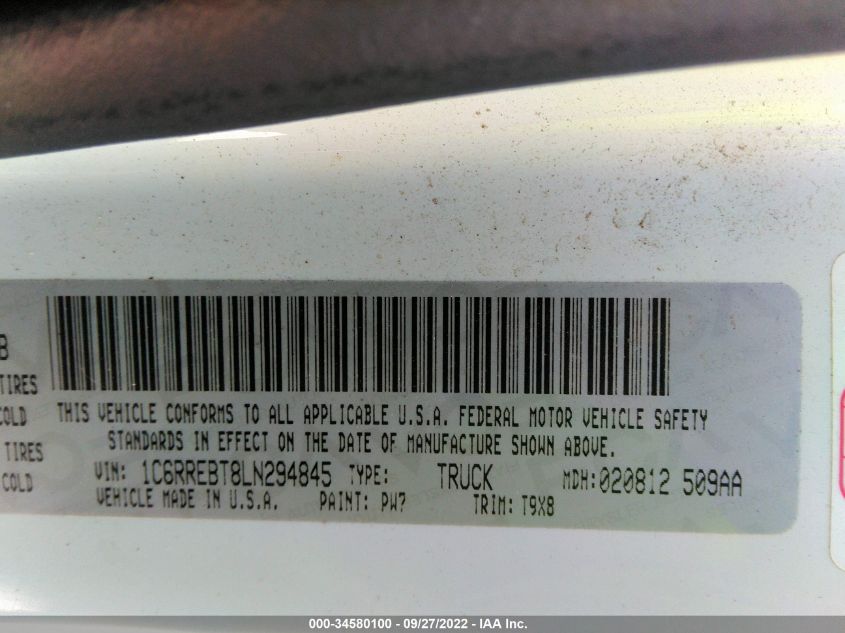 B
TIRES
COLD
TIRES
COLD
THIS VEHICLE CONFORMS TO ALL APPLICABLE U.S.A. FEDERAL MOTOR VEHICLE SAFETY
STANDARDS IN EFFECT ON THE DATE OF MANUFACTURE SHOWN ABOVE.
VIN: 1C6RREBT8LN294845 TYPE: TRUCK MDH:020812 509AA
VEHICLE MADE IN U.S.A. PAINT: PW7 TRIM: T9X8
000-34580100 - 09/27/2022 - IAA Inc.